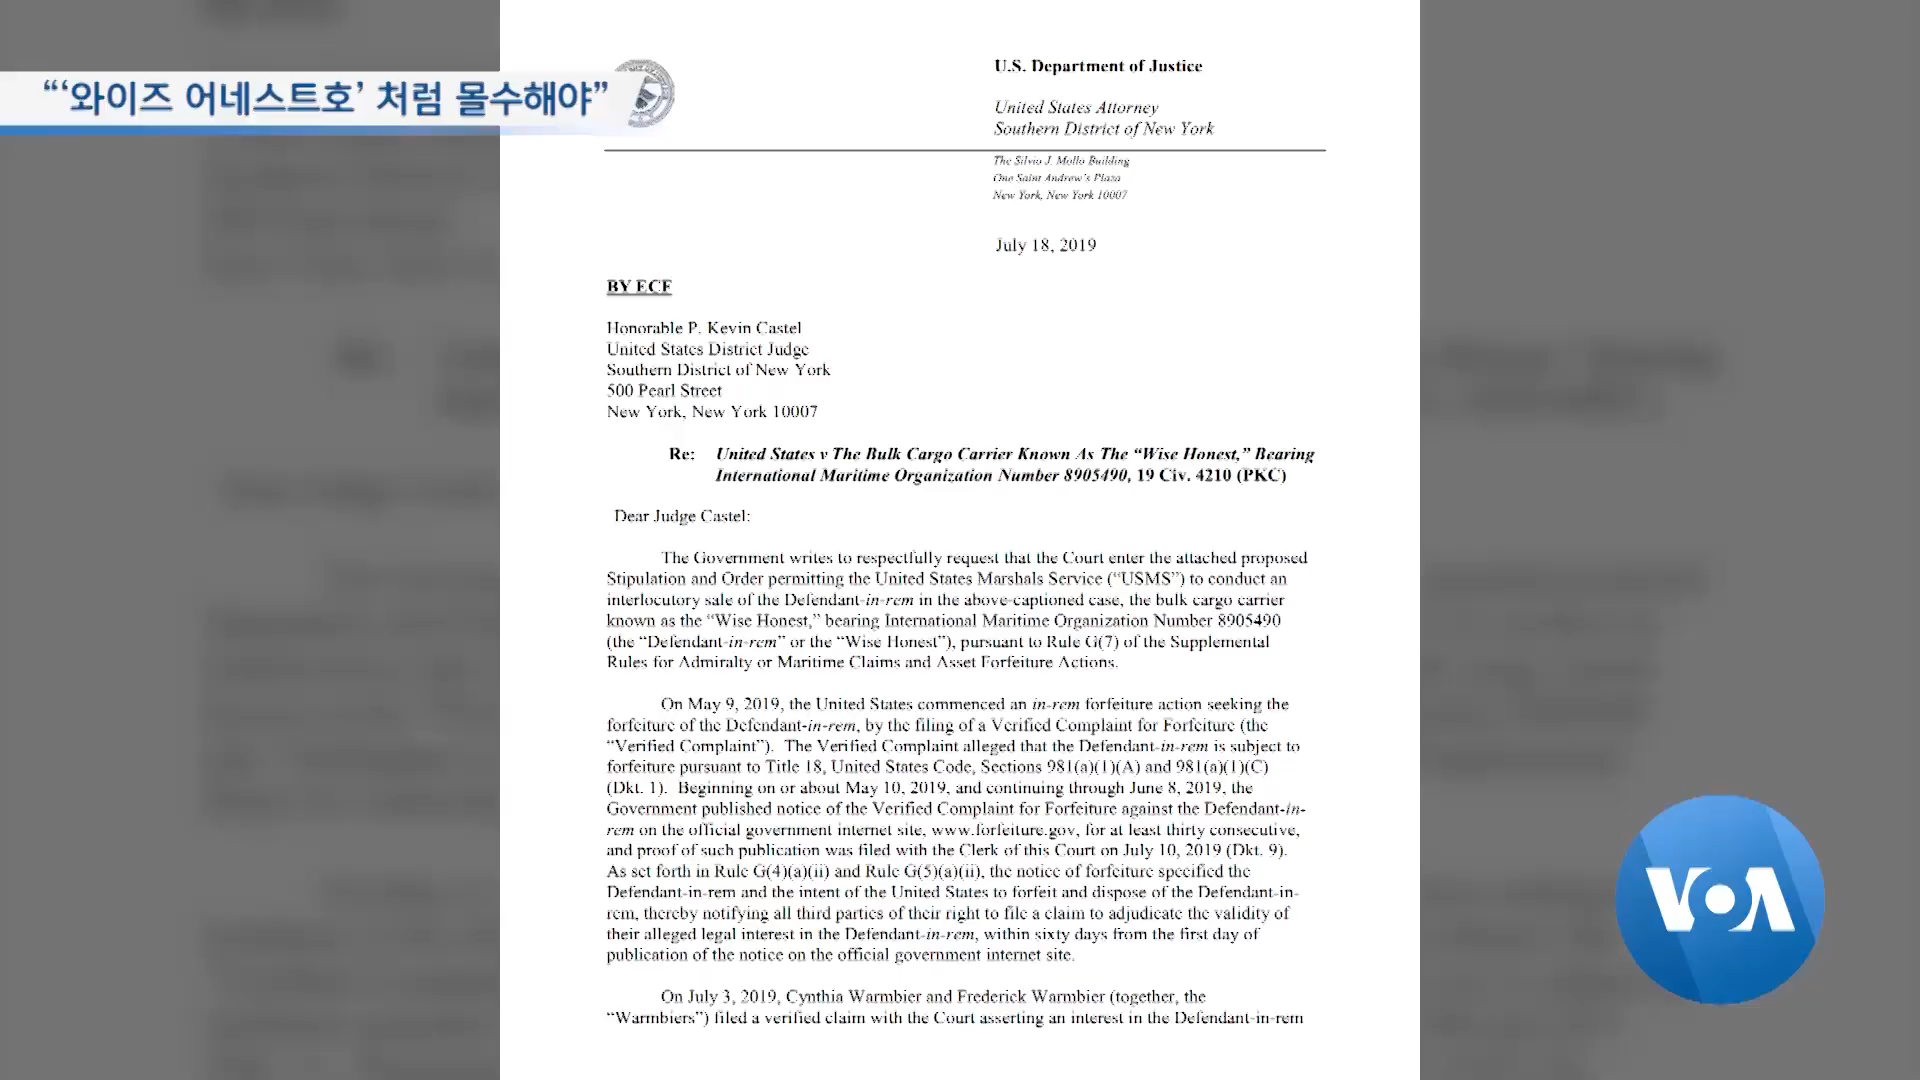 “‘와이즈 어네스트호’ 처럼 몰수해야”
U.S. Department of Justice
United States Attorney
Southern District of New York
The Silvio J. Mollo Building
One Saint Andrew's Plaza
New York, New York 10007
July 18, 2019
BY ECF
Honorable P. Kevin Castel
United States District Judge
Southern District of New York
500 Pearl Street
New York, New York 10007
Re: United States v The Bulk Cargo Carrier Known As The “Wise Honest,” Bearing
International Maritime Organization Number 8905490, 19 Civ. 4210 (PKC)
Dear Judge Castel:
The Government writes to respectfully request that the Court enter the attached proposed
Stipulation and Order permitting the United States Marshals Service (“USMS”) to conduct an
interlocutory sale of the Defendant-in-rem in the above-captioned case, the bulk cargo carrier
known as the “Wise Honest,” bearing International Maritime Organization Number 8905490
(the “Defendant-in-rem” or the “Wise Honest”), pursuant to Rule G(7) of the Supplemental
Rules for Admiralty or Maritime Claims and Asset Forfeiture Actions.
On May 9, 2019, the United States commenced an in-rem forfeiture action seeking the
forfeiture of the Defendant-in-rem, by the filing of a Verified Complaint for Forfeiture (the
“Verified Complaint”). The Verified Complaint alleged that the Defendant-in-rem is subject to
forfeiture pursuant to Title 18, United States Code, Sections 981(a)(1)(A) and 981(a)(1)(C)
(Dkt. 1). Beginning on or about May 10, 2019, and continuing through June 8, 2019, the
Government published notice of the Verified Complaint for Forfeiture against the Defendant-in-
rem on the official government internet site, www.forfeiture.gov, for at least thirty consecutive,
and proof of such publication was filed with the Clerk of this Court on July 10, 2019 (Dkt. 9).
As set forth in Rule G(4)(a)(ii) and Rule G(5)(a)(ii), the notice of forfeiture specified the
Defendant-in-rem and the intent of the United States to forfeit and dispose of the Defendant-in-
rem, thereby notifying all third parties of their right to file a claim to adjudicate the validity of
their alleged legal interest in the Defendant-in-rem, within sixty days from the first day of
publication of the notice on the official government internet site.
On July 3, 2019, Cynthia Warmbier and Frederick Warmbier (together, the
“Warmbiers”) filed a verified claim with the Court asserting an interest in the Defendant-in-rem
VOA